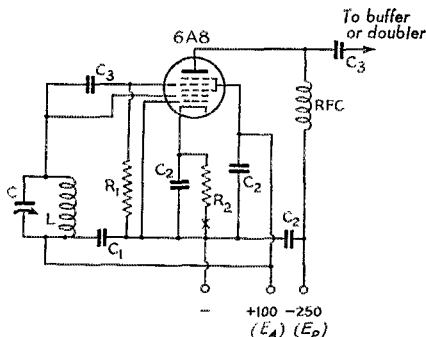 To buffer
or doubler
6A8
C3
C3
RFC
C
L
R1
C2
R2
C2
C2
C1
-
+100 -250
(EA) (EP)